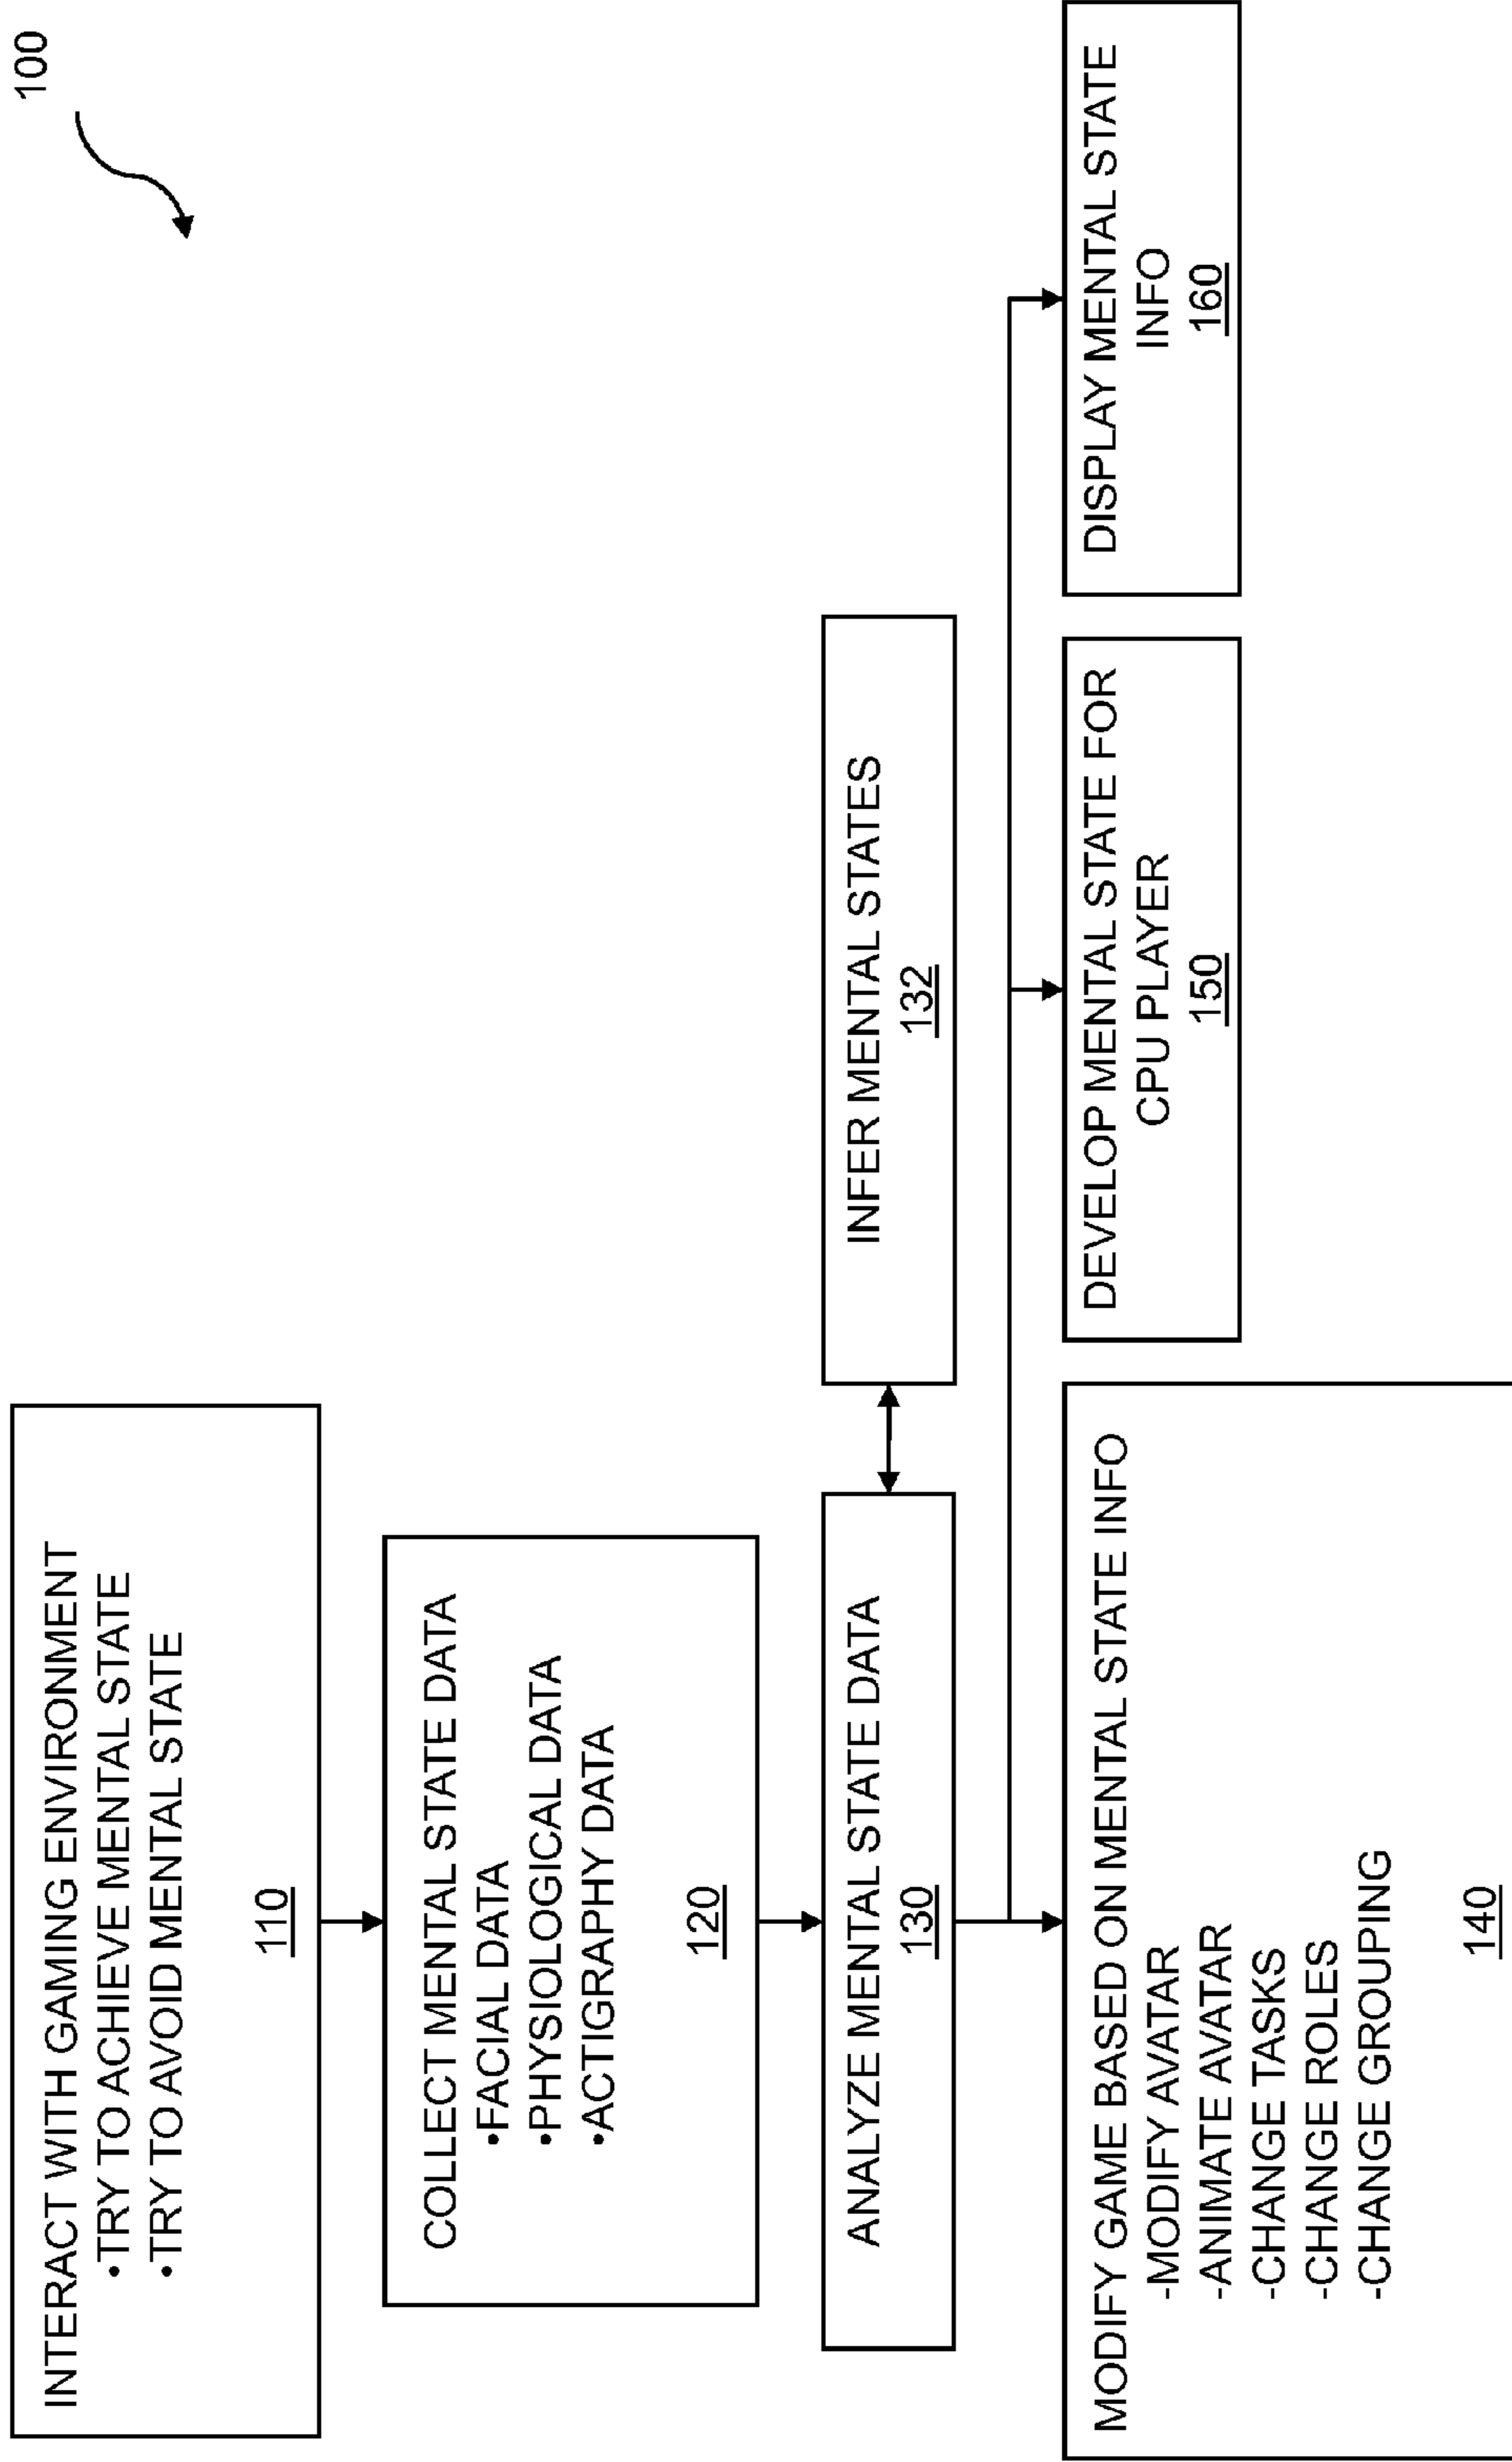 100
INTERACT WITH GAMING ENVIRONMENT
•TRY TO ACHIEVE MENTAL STATE
•TRY TO AVOID MENTAL STATE
110
COLLECT MENTAL STATE DATA
•FACIAL DATA
•PHYSIOLOGICAL DATA
•ACTIGRAPHY DATA
120
ANALYZE MENTAL STATE DATA
130
INFER MENTAL STATES
132
MODIFY GAME BASED ON MENTAL STATE INFO
-MODIFY AVATAR
-ANIMATE AVATAR
-CHANGE TASKS
-CHANGE ROLES
-CHANGE GROUPING
140
DEVELOP MENTAL STATE FOR
CPU PLAYER
150
DISPLAY MENTAL STATE
INFO
160